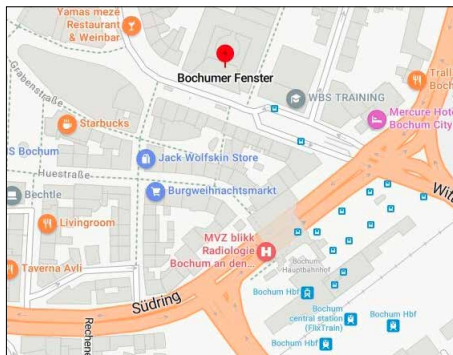 Yamas meze
Restaurant
& Weinbar
Bochumer Fenster
Grabenstraße
WBS TRAINING
Mercure Hot
Bochum City
Starbucks
IS Bochum
Jack Wolfskin Store
Huestraße
Bechtle
Burgweihnachtsmarkt
Livingroom
MVZ blikk
Radiologie
Bochum an den...
Bochum
Hauptbahnhof
Taverna Avli
Bochum Hbf
Südring
Bochum
central station
(FlixTrain)
Bochum Hbf
Bochum Hbf